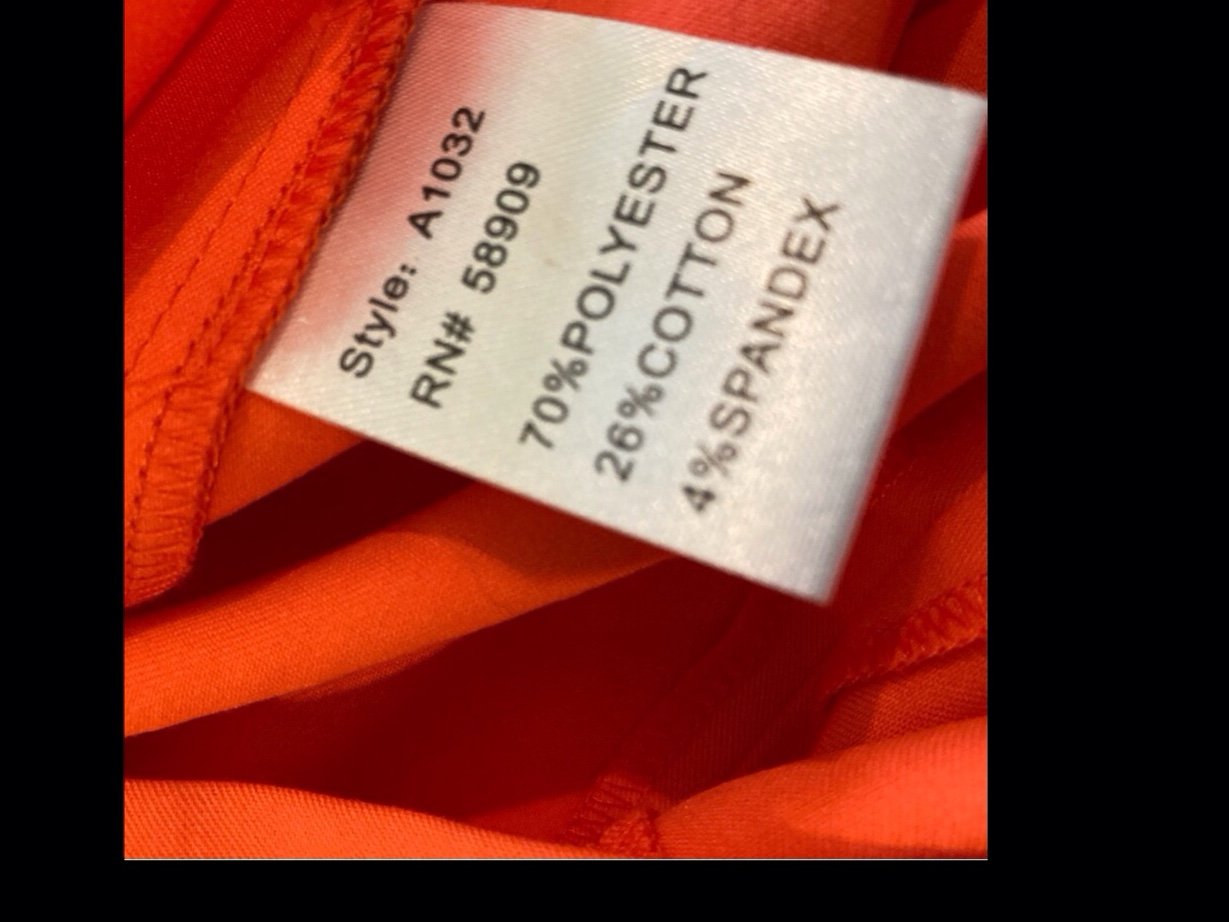 Style: A1032
RN# 58909
70%POLYESTER
26%COTTON
4%SPANDEX